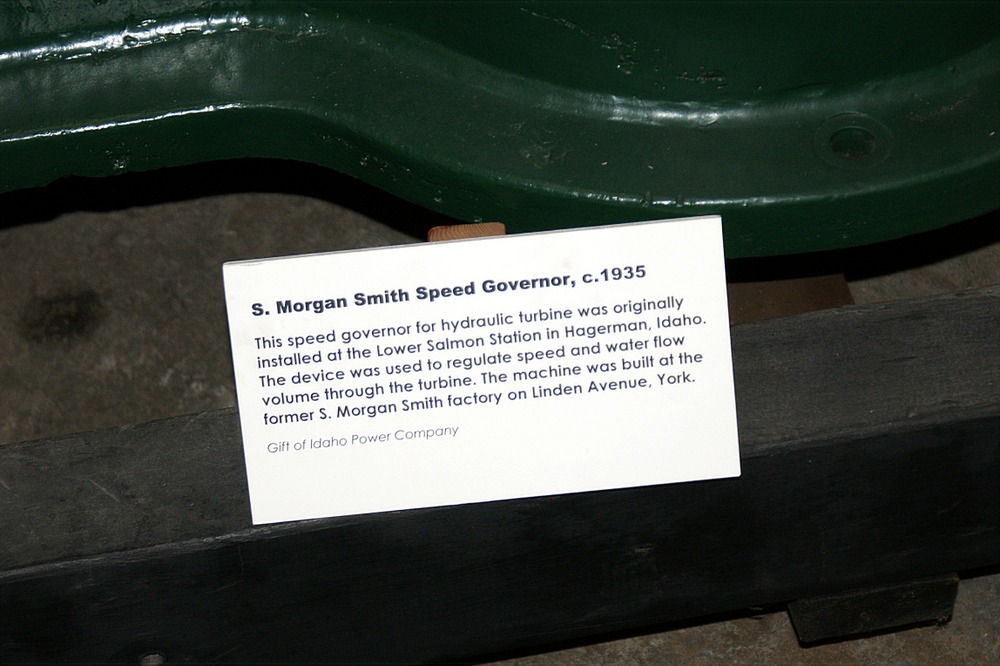 S. Morgan Smith Speed Governor, c.1935
This speed governor for hydraulic turbine was originally
installed at the Lower Salmon Station in Hagerman, Idaho.
The device was used to regulate speed and water flow
volume through the turbine. The machine was built at the
former S. Morgan Smith factory on Linden Avenue, York.
Gift of Idaho Power Company